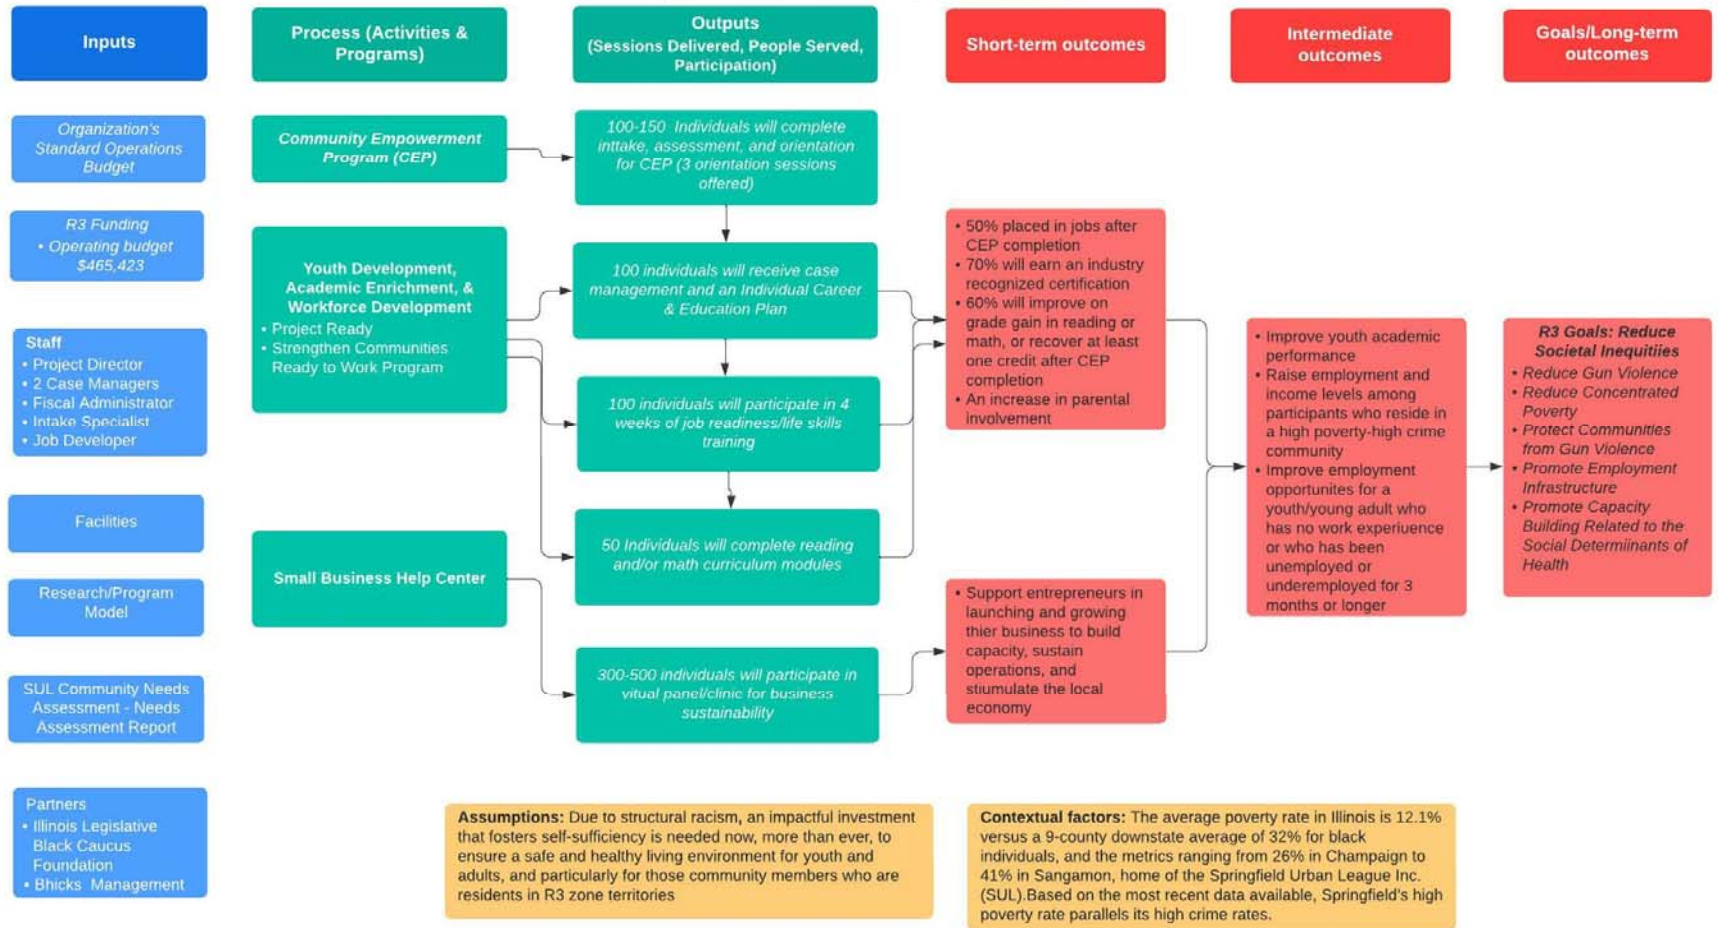 Inputs
Process (Activities &
Programs)
Outputs
(Sessions Delivered, People Served,
Participation)
Short-term outcomes
Intermediate
outcomes
Goals/Long-term
outcomes
Organization's
Standard Operations
Budget
R3 Funding
• Operating budget
$465,423
Staff
• Project Director
• 2 Case Managers
• Fiscal Administrator
• Intake Specialist
• Job Developer
Facilities
Research/Program
Model
SUL Community Needs
Assessment - Needs
Assessment Report
Partners
• Illinois Legislative
Black Caucus
Foundation
• Bhicks Management
Community Empowerment
Program (CEP)
Youth Development,
Academic Enrichment, &
Workforce Development
• Project Ready
• Strengthen Communities
Ready to Work Program
Small Business Help Center
100-150 Individuals will complete
inttake, assessment, and orientation
for CEP (3 orientation sessions
offered)
100 individuals will receive case
management and an Individual Career
& Education Plan
100 individuals will participate in 4
weeks of job readiness/life skills
training
50 Individuals will complete reading
and/or math curriculum modules
300-500 individuals will participate in
vitual panel/clinic for business
sustainability
• 50% placed in jobs after
CEP completion
• 70% will earn an industry
recognized certification
• 60% will improve on
grade gain in reading or
math, or recover at least
one credit after CEP
completion
• An increase in parental
involvement
• Support entrepreneurs in
launching and growing
thier business to build
capacity, sustain
operations, and
stiumulate the local
economy
• Improve youth academic
performance
• Raise employment and
income levels among
participants who reside in
a high poverty-high crime
community
• Improve employment
opportunites for a
youth/young adult who
has no work experiuence
or who has been
unemployed or
underemployed for 3
months or longer
R3 Goals: Reduce
Societal Inequitiies
• Reduce Gun Violence
• Reduce Concentrated
Poverty
• Protect Communities
from Gun Violence
• Promote Employment
Infrastructure
• Promote Capacity
Building Related to the
Social Determiinants of
Health
Assumptions: Due to structural racism, an impactful investment
that fosters self-sufficiency is needed now, more than ever, to
ensure a safe and healthy living environment for youth and
adults, and particularly for those community members who are
residents in R3 zone territories
Contextual factors: The average poverty rate in Illinois is 12.1%
versus a 9-county downstate average of 32% for black
individuals, and the metrics ranging from 26% in Champaign to
41% in Sangamon, home of the Springfield Urban League Inc.
(SUL).Based on the most recent data available, Springfield's high
poverty rate parallels its high crime rates.